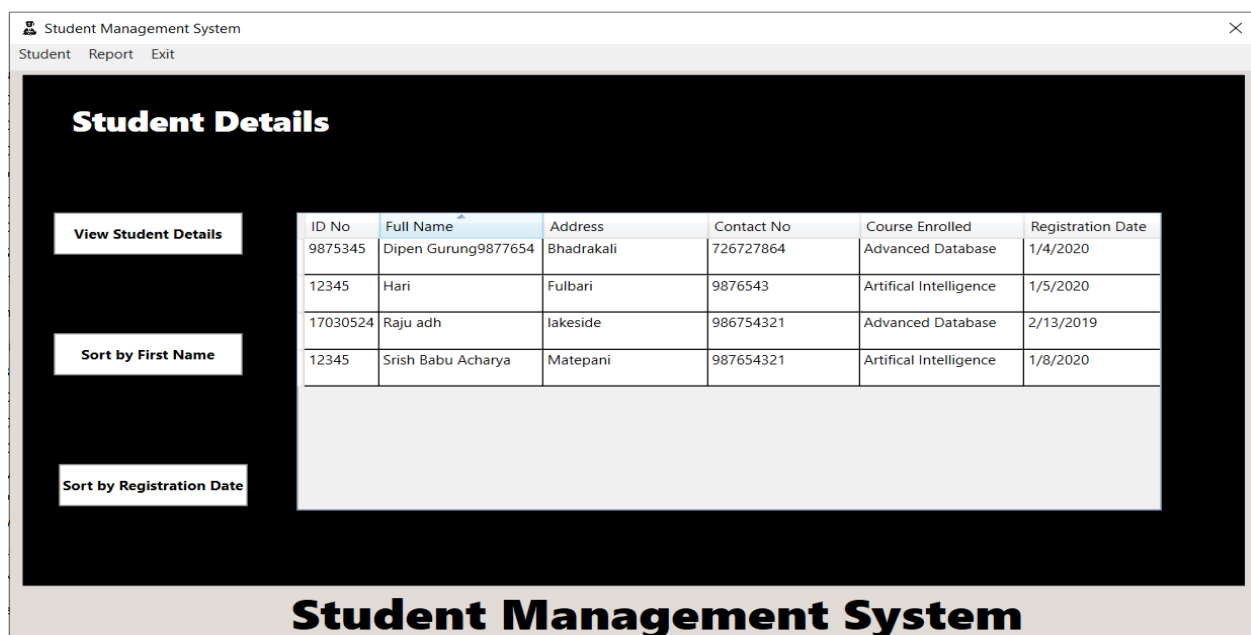 Student Management System
Student Report Exit
Student Details
View Student Details
Sort by First Name
Sort by Registration Date
ID No Full Name Address Contact No Course Enrolled Registration Date
9875345 Dipen Gurung9877654 Bhadrakali 726727864 Advanced Database 1/4/2020
12345 Hari Fulbari 9876543 Artifical Intelligence 1/5/2020
17030524 Raju adh lakeside 986754321 Advanced Database 2/13/2019
12345 Srish Babu Acharya Matepani 987654321 Artifical Intelligence 1/8/2020
Student Management System